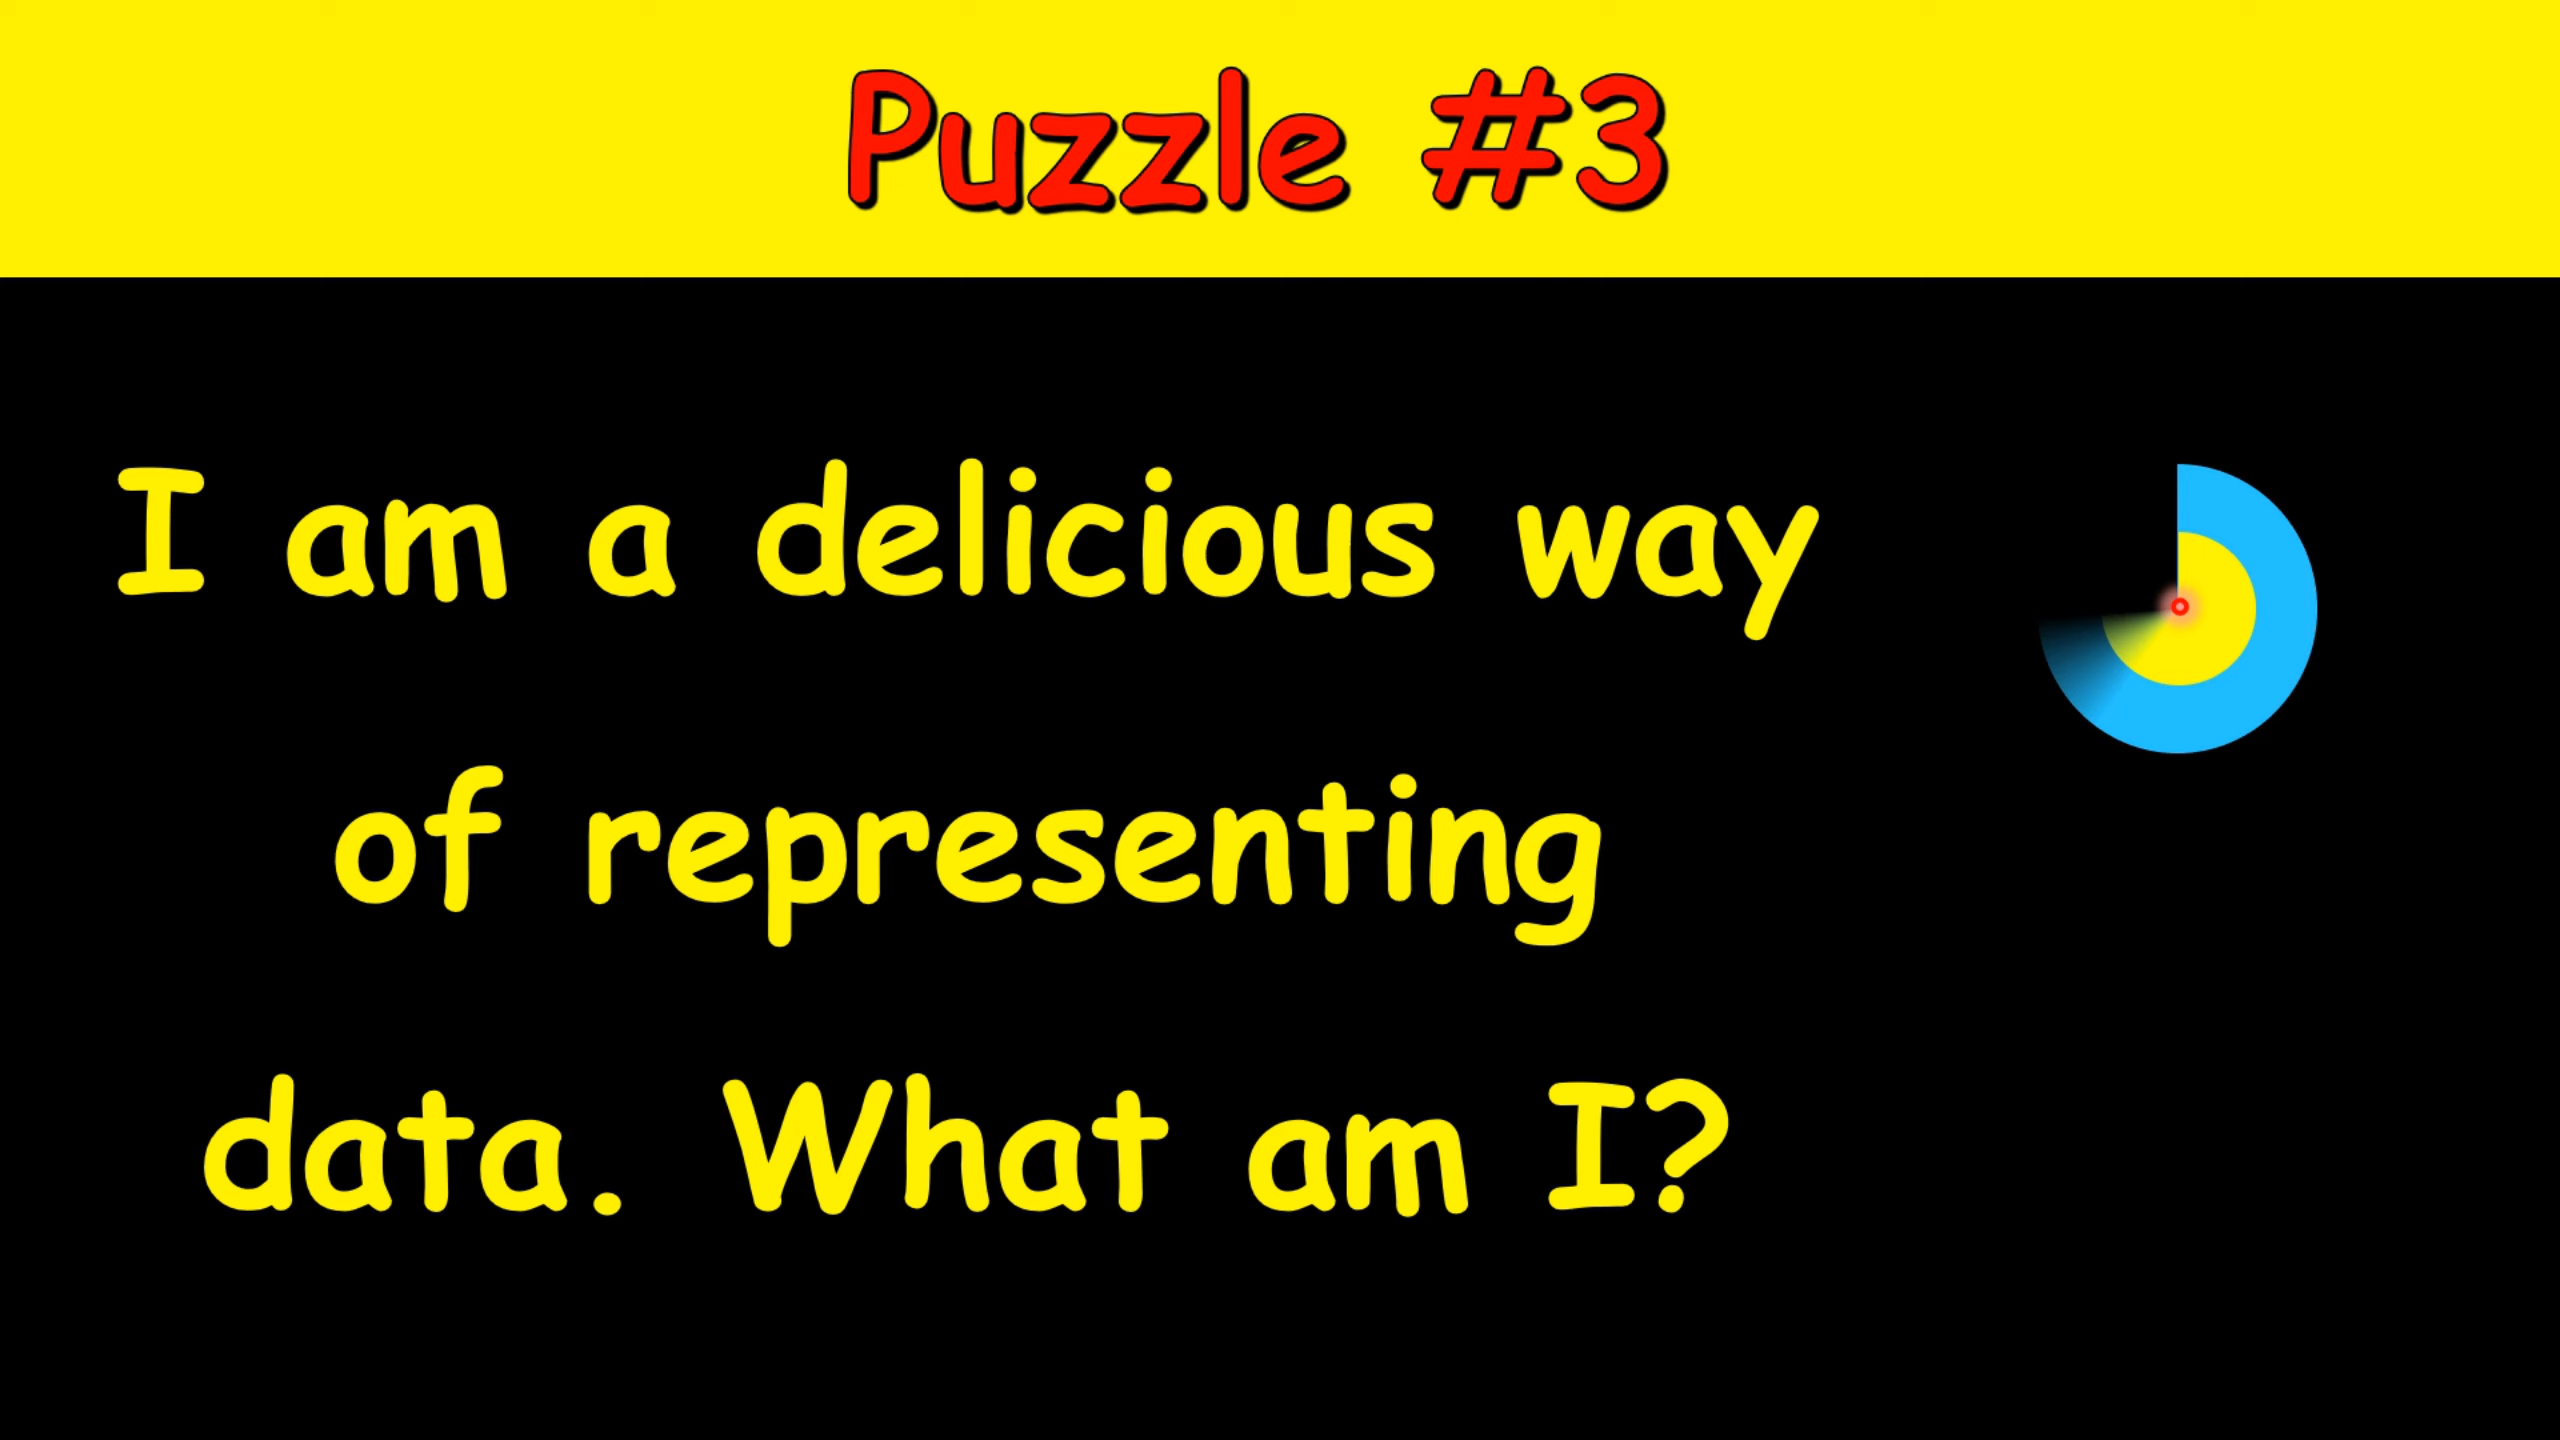 Puzzle #3
I am a delicious way
of representing
data. What am I?